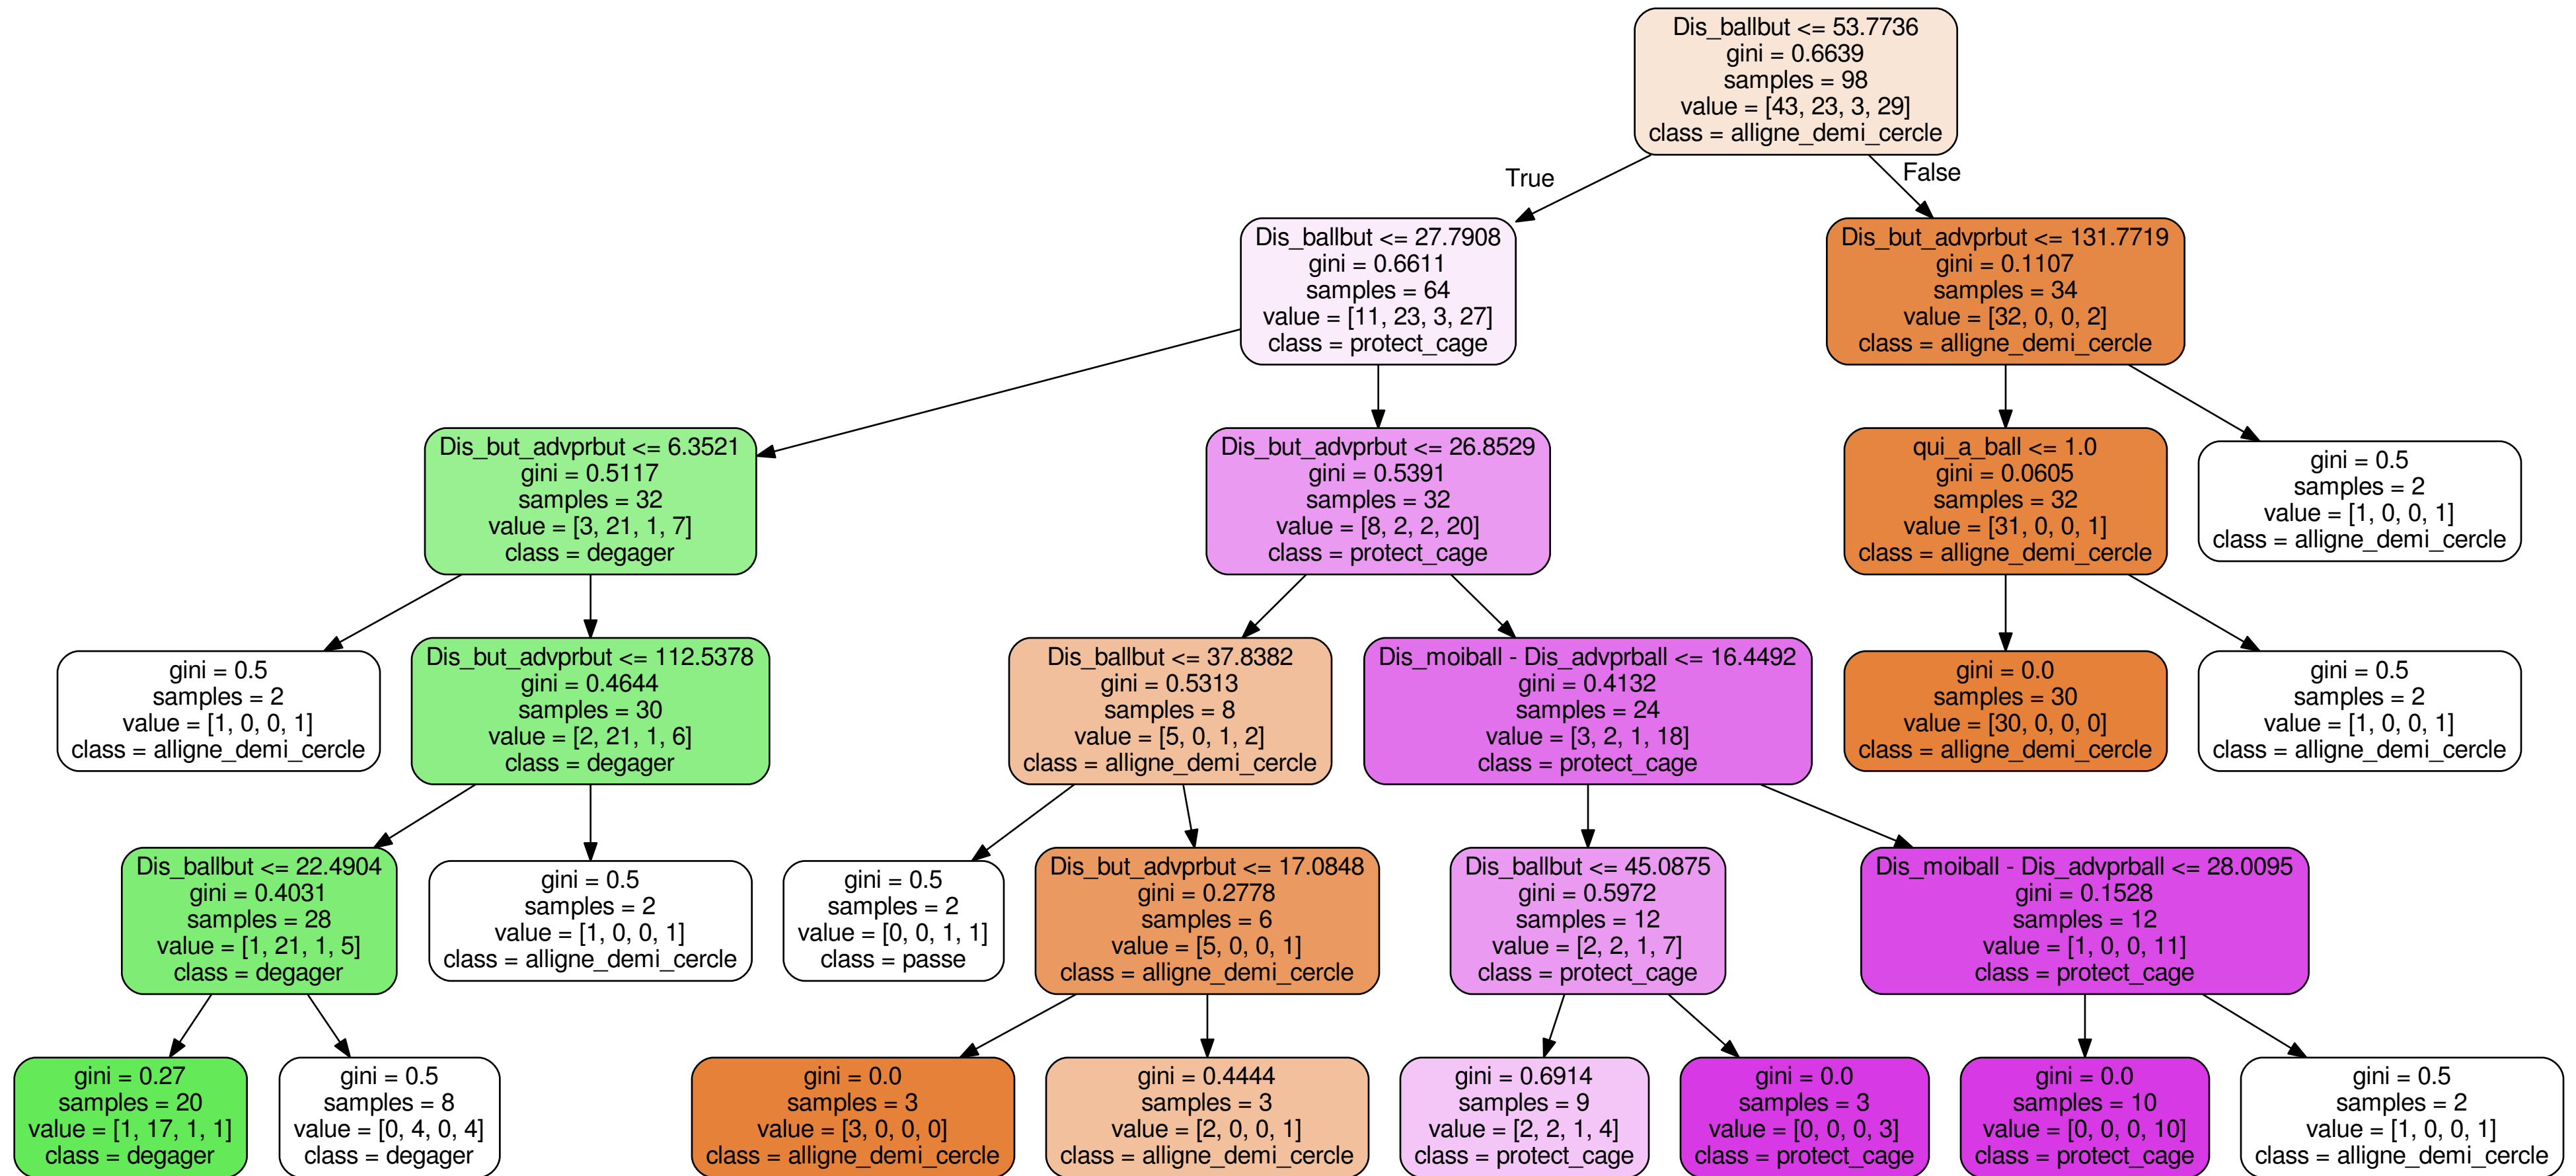 Dis_ballbut <= 53.7736
gini = 0.6639
samples = 98
value = [43, 23, 3, 29]
class = alligne_demi_cercle
True
False
Dis_ballbut <= 27.7908
gini = 0.6611
samples = 64
value = [11, 23, 3, 27]
class = protect_cage
Dis_but_advprbut <= 131.7719
gini = 0.1107
samples = 34
value = [32, 0, 0, 2]
class = alligne_demi_cercle
Dis_but_advprbut <= 6.3521
gini = 0.5117
samples = 32
value = [3, 21, 1, 7]
class = degager
Dis_but_advprbut <= 26.8529
gini = 0.5391
samples = 32
value = [8, 2, 2, 20]
class = protect_cage
qui_a_ball <= 1.0
gini = 0.0605
samples = 32
value = [31, 0, 0, 1]
class = alligne_demi_cercle
gini = 0.5
samples = 2
value = [1, 0, 0, 1]
class = alligne_demi_cercle
gini = 0.5
samples = 2
value = [1, 0, 0, 1]
class = alligne_demi_cercle
Dis_but_advprbut <= 112.5378
gini = 0.4644
samples = 30
value = [2, 21, 1, 6]
class = degager
Dis_ballbut <= 37.8382
gini = 0.5313
samples = 8
value = [5, 0, 1, 2]
class = alligne_demi_cercle
Dis_moiball - Dis_advprball <= 16.4492
gini = 0.4132
samples = 24
value = [3, 2, 1, 18]
class = protect_cage
gini = 0.0
samples = 30
value = [30, 0, 0, 0]
class = alligne_demi_cercle
gini = 0.5
samples = 2
value = [1, 0, 0, 1]
class = alligne_demi_cercle
Dis_ballbut <= 22.4904
gini = 0.4031
samples = 28
value = [1, 21, 1, 5]
class = degager
gini = 0.5
samples = 2
value = [1, 0, 0, 1]
class = alligne_demi_cercle
gini = 0.5
samples = 2
value = [0, 0, 1, 1]
class = passe
Dis_but_advprbut <= 17.0848
gini = 0.2778
samples = 6
value = [5, 0, 0, 1]
class = alligne_demi_cercle
Dis_ballbut <= 45.0875
gini = 0.5972
samples = 12
value = [2, 2, 1, 7]
class = protect_cage
Dis_moiball - Dis_advprball <= 28.0095
gini = 0.1528
samples = 12
value = [1, 0, 0, 11]
class = protect_cage
gini = 0.27
samples = 20
value = [1, 17, 1, 1]
class = degager
gini = 0.5
samples = 8
value = [0, 4, 0, 4]
class = degager
gini = 0.0
samples = 3
value = [3, 0, 0, 0]
class = alligne_demi_cercle
gini = 0.4444
samples = 3
value = [2, 0, 0, 1]
class = alligne_demi_cercle
gini = 0.6914
samples = 9
value = [2, 2, 1, 4]
class = protect_cage
gini = 0.0
samples = 3
value = [0, 0, 0, 3]
class = protect_cage
gini = 0.0
samples = 10
value = [0, 0, 0, 10]
class = protect_cage
gini = 0.5
samples = 2
value = [1, 0, 0, 1]
class = alligne_demi_cercle